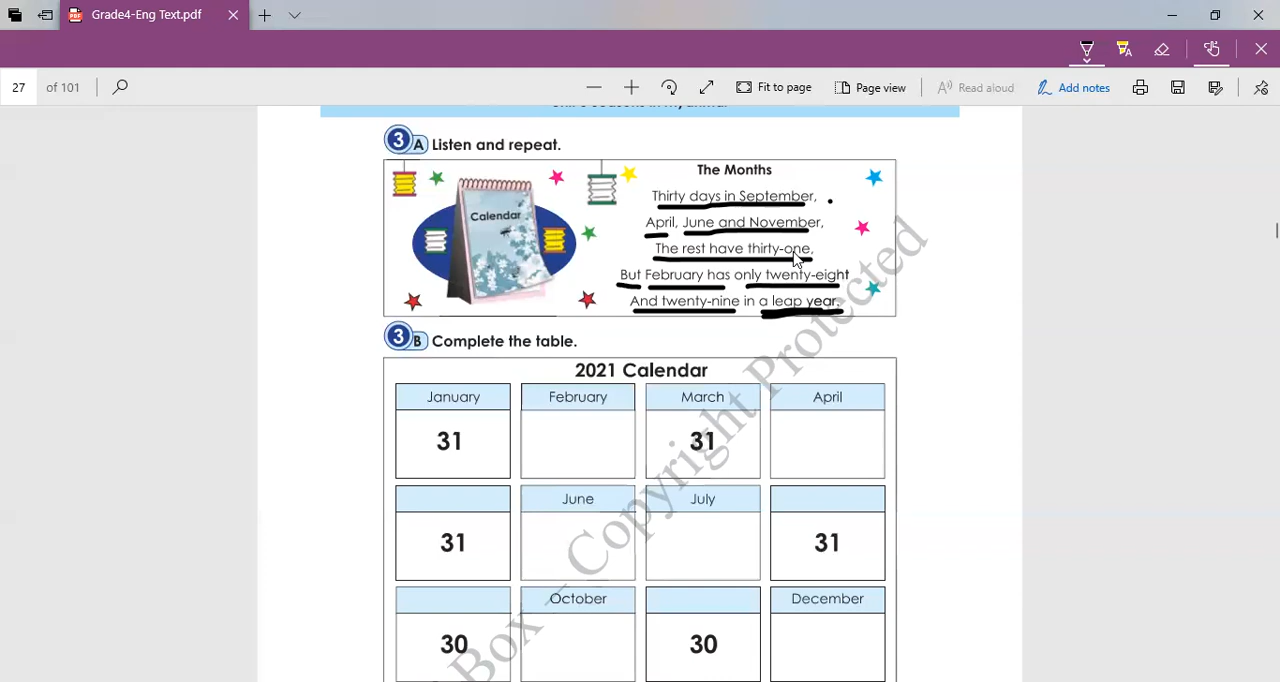 Grade4-Eng Text.pdf
27 of 101
Fit to page
Page view
Read aloud
Add notes
3 A Listen and repeat.
Calendar
The Months
Thirty days in September,
April, June and November,
The rest have thirty-one,
But February has only twenty-eight
And twenty-nine in a leap year.
3 B Complete the table.
2021 Calendar
January February March April
31 31
June July
31 31
October December
30 30
Box – Copyright Protected